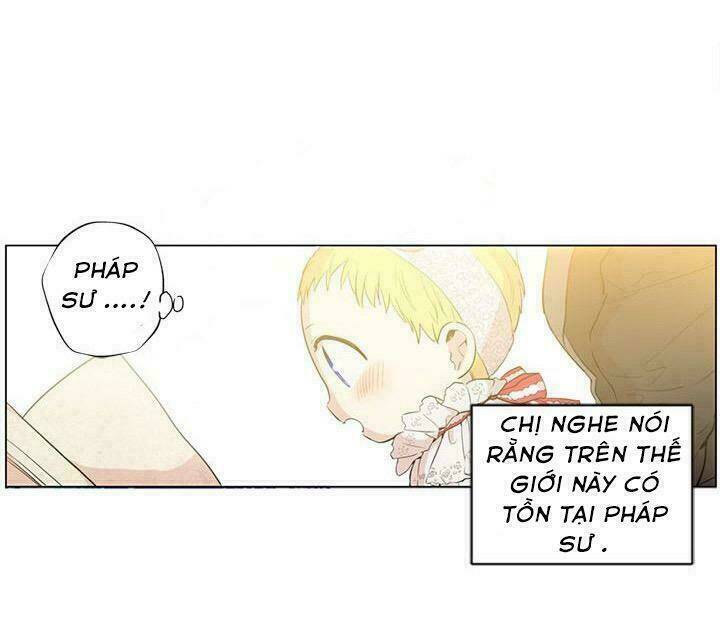 PHÁP
SƯ ....!
CHỊ NGHE NÓI
RẰNG TRÊN THẾ
GIỚI NÀY CÓ
TỒN TẠI PHÁP
SƯ .